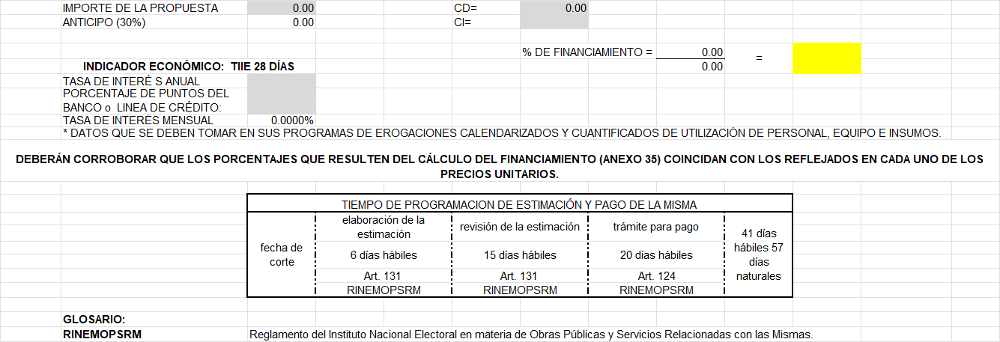 IMPORTE DE LA PROPUESTA 0.00 CD= 0.00
ANTICIPO (30%) 0.00 CI=
% DE FINANCIAMIENTO = 0.00 =
0.00
INDICADOR ECONÓMICO: TIIE 28 DÍAS
TASA DE INTERÉ S ANUAL
PORCENTAJE DE PUNTOS DEL
BANCO o LINEA DE CRÉDITO:
TASA DE INTERÉS MENSUAL 0.0000%
* DATOS QUE SE DEBEN TOMAR EN SUS PROGRAMAS DE EROGACIONES CALENDARIZADOS Y CUANTIFICADOS DE UTILIZACIÓN DE PERSONAL, EQUIPO E INSUMOS.
DEBERÁN CORROBORAR QUE LOS PORCENTAJES QUE RESULTEN DEL CÁLCULO DEL FINANCIAMIENTO (ANEXO 35) COINCIDAN CON LOS REFLEJADOS EN CADA UNO DE LOS
PRECIOS UNITARIOS.
TIEMPO DE PROGRAMACION DE ESTIMACIÓN Y PAGO DE LA MISMA
fecha de
corte
elaboración de la
estimación
6 días hábiles
Art. 131
RINEMOPSRM
revisión de la estimación
15 días hábiles
Art. 131
RINEMOPSRM
trámite para pago
20 días hábiles
Art. 124
RINEMOPSRM
41 días
hábiles 57
días
naturales
GLOSARIO:
RINEMOPSRM Reglamento del Instituto Nacional Electoral en materia de Obras Públicas y Servicios Relacionadas con las Mismas.